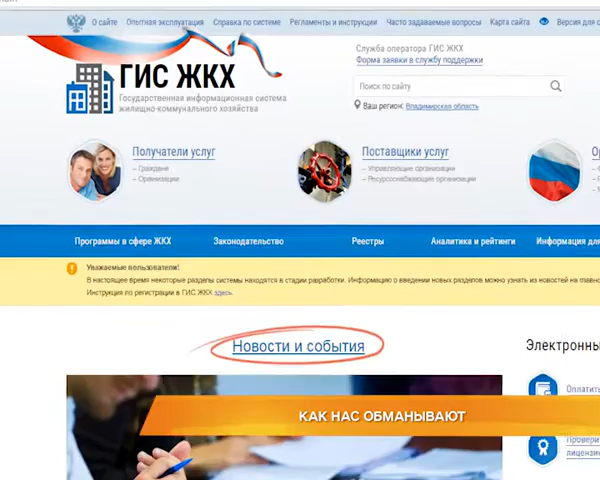 О сайте Опытная эксплуатация Справка по системе Регламенты и инструкции Часто задаваемые вопросы Карта сайта Версия для
ГИС ЖКХ
Государственная информационная система
жилищно-коммунального хозяйства
Служба оператора ГИС ЖКХ
Форма заявки в службу поддержки
Поиск по сайту
Ваш регион: Владимирская область
Получатели услуг
– Граждане
– Организации
Поставщики услуг
– Управляющие организации
– Ресурсоснабжающие организации
Программы в сфере ЖКХ Законодательство Реестры Аналитика и рейтинги Информация для
Уважаемые пользователи!
В настоящее время некоторые разделы системы находятся в стадии разработки. Информацию о введении новых разделов можно узнать из новостей на главно
Инструкция по регистрации в ГИС ЖКХ здесь.
Новости и события
Электронны
Оплатить
КАК НАС ОБМАНЫВАЮТ
Провери
лицензи